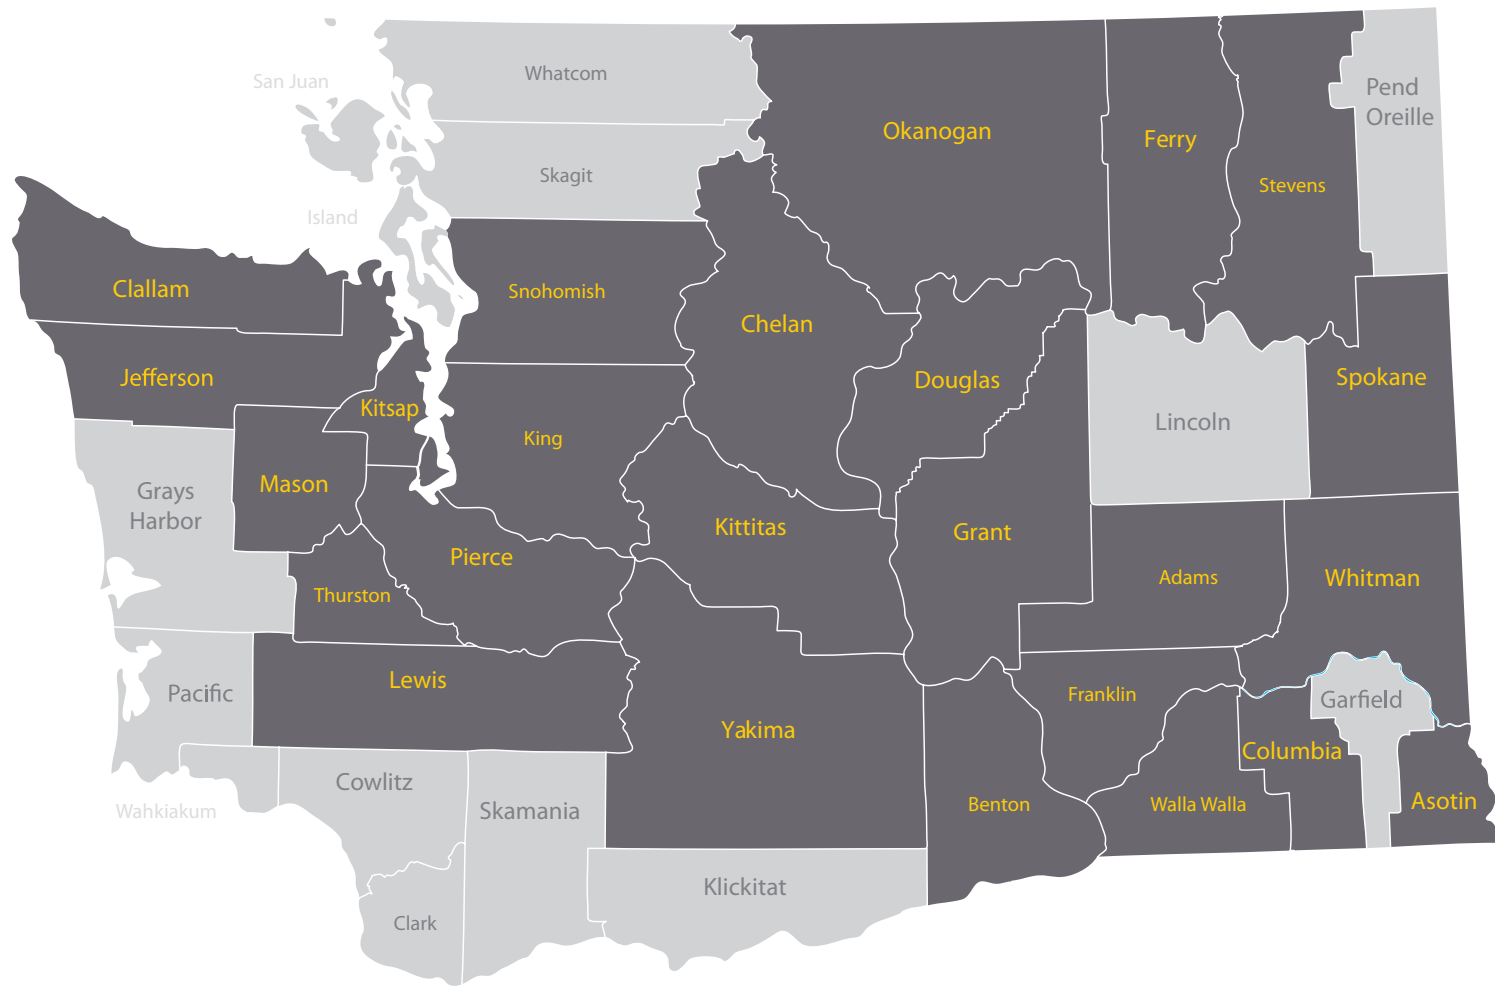 Whatcom
San Juan
Pend
Oreille
Okanogan
Ferry
Skagit
Stevens
Island
Clallam
Snohomish
Chelan
Jefferson
Douglas
Spokane
Kitsap
Lincoln
King
Mason
Grays
Harbor
Kittitas
Grant
Pierce
Adams
Whitman
Thurston
Lewis
Pacific
Franklin
Garfield
Yakima
Columbia
Cowlitz
Skamania
Wahkiakum
Benton
Walla Walla
Asotin
Klickitat
Clark